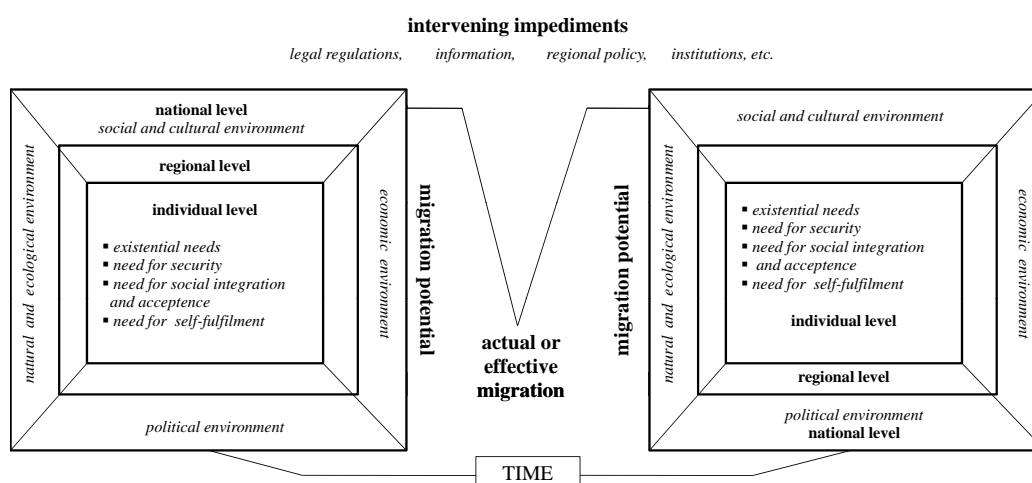 intervening impediments
legal regulations, information, regional policy, institutions, etc.
national level
social and cultural environment
regional level
individual level
▪ existential needs
▪ need for security
▪ need for social integration
and acceptence
▪ need for self-fulfilment
natural and ecological environment
economic environment
political environment
migration potential
actual or
effective
migration
migration potential
social and cultural environment
natural and ecological environment
▪ existential needs
▪ need for security
▪ need for social integration
▪ and acceptance
▪ need for self-fulfilment
individual level
regional level
political environment
national level
economic environment
TIME